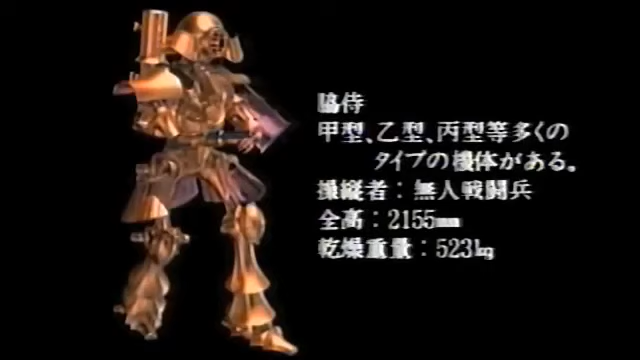 脇侍
甲型、乙型、丙型等多くの
タイプの機体がある。
操縦者：無人戦闘兵
全高：2155㎜
乾燥重量：523㎏